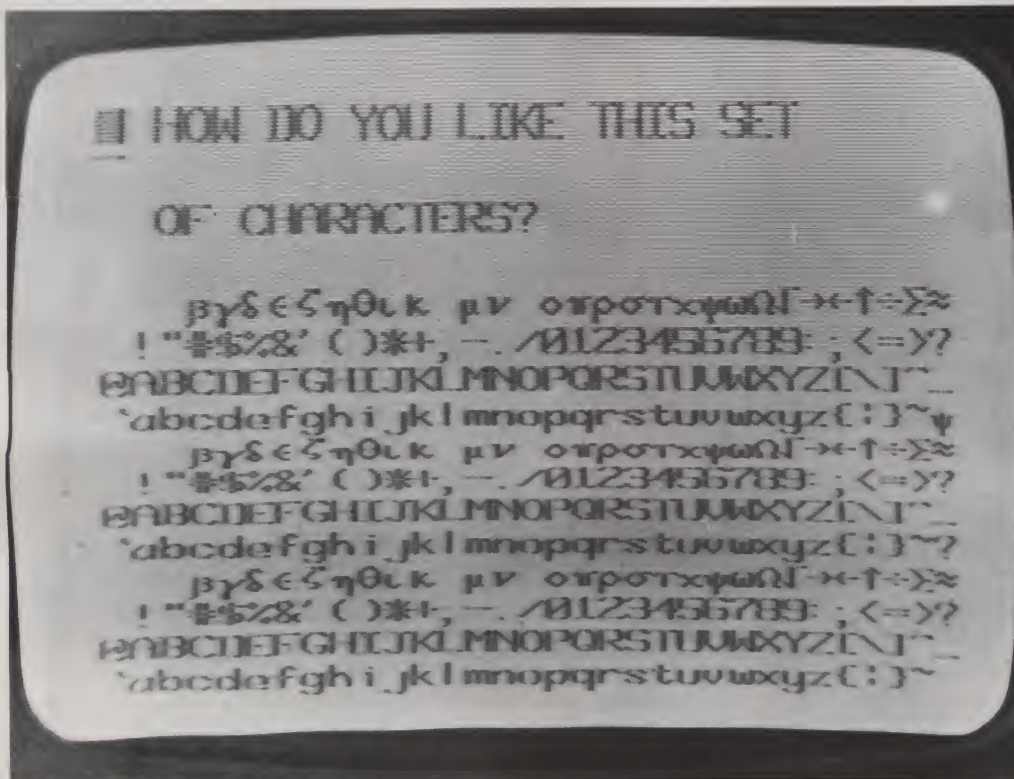 HOW DO YOU LIKE THIS SET
OF CHARACTERS?
βγδεζηθικ μν οπρστχψωΩΓ→←↑÷∑≈
!"#$%&'()*+,-./0123456789:;<=>?
@ABCDEFGHIJKLMNOPQRSTUVWXYZ[\]^_
`abcdefghijklmnopqrstuvwxyz{¦}~ψ
βγδεζηθικ μν οπρστχψωΩΓ→←↑÷∑≈
!"#$%&'()*+,-./0123456789:;<=>?
@ABCDEFGHIJKLMNOPQRSTUVWXYZ[\]^_
`abcdefghijklmnopqrstuvwxyz{¦}~?
βγδεζηθικ μν οπρστχψωΩΓ→←↑÷∑≈
!"#$%&'()*+,-./0123456789:;<=>?
@ABCDEFGHIJKLMNOPQRSTUVWXYZ[\]^_
`abcdefghijklmnopqrstuvwxyz{¦}~